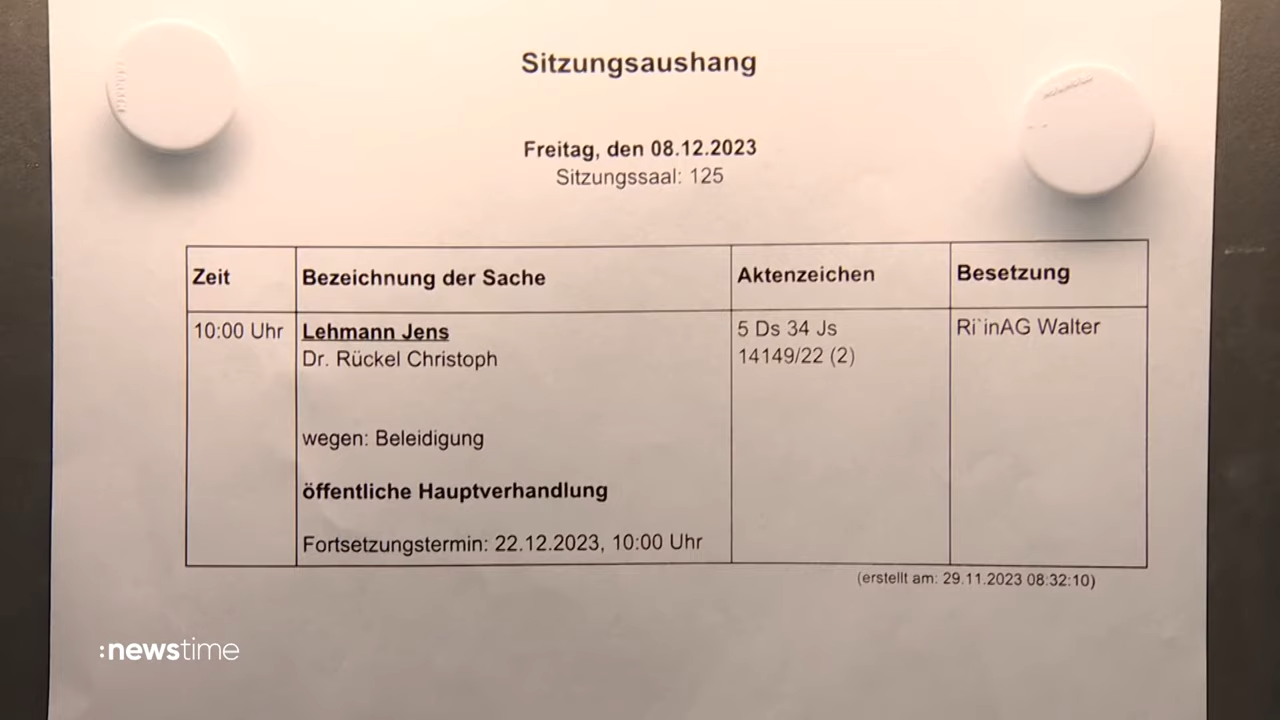 Sitzungsaushang
Freitag, den 08.12.2023
Sitzungssaal: 125
Zeit
Bezeichnung der Sache
Aktenzeichen
Besetzung
10:00 Uhr
Lehmann Jens
Dr. Rückel Christoph
wegen: Beleidigung
öffentliche Hauptverhandlung
Fortsetzungstermin: 22.12.2023, 10:00 Uhr
5 Ds 34 Js
14149/22 (2)
Ri`inAG Walter
(erstellt am: 29.11.2023 08:32:10)
:newstime